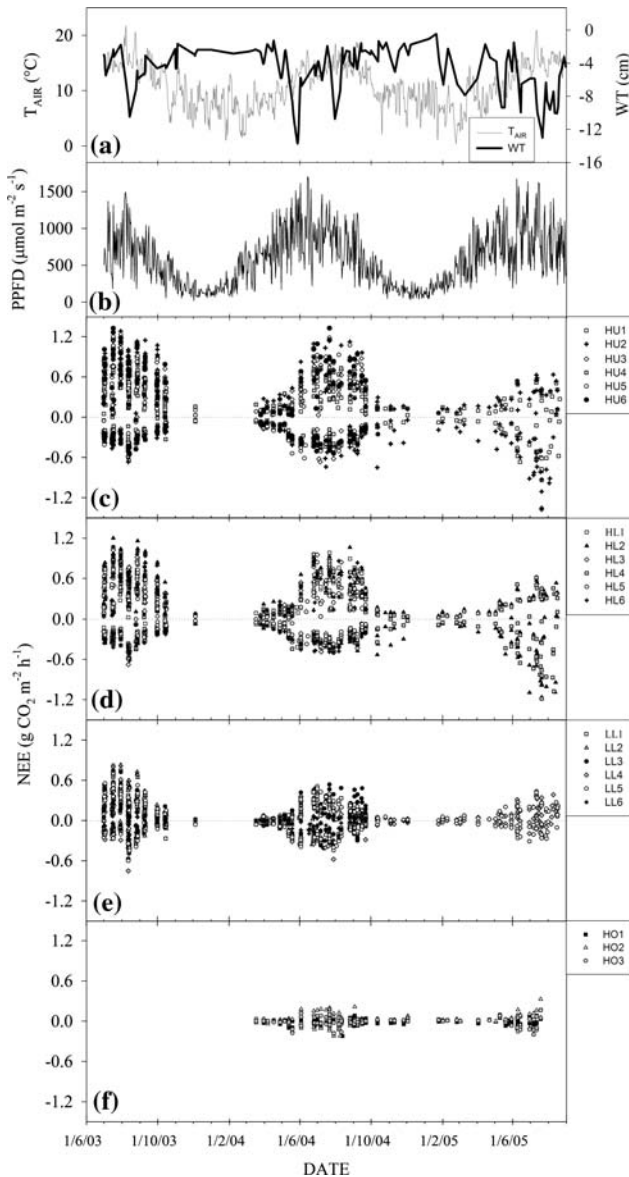 20
10
0
T AIR (°C)
0
-4
-8
-12
-16
WT (cm)
T AIR
WT
(a)
1500
1000
500
0
PPFD (μmol m⁻² s⁻¹)
(b)
1.2
0.6
0.0
-0.6
-1.2
(c)
HU1
HU2
HU3
HU4
HU5
HU6
1.2
0.6
0.0
-0.6
-1.2
(d)
HL1
HL2
HL3
HL4
HL5
HL6
NEE (g CO₂ m⁻² h⁻¹)
1.2
0.6
0.0
-0.6
-1.2
(e)
LL1
LL2
LL3
LL4
LL5
LL6
1.2
0.6
0.0
-0.6
-1.2
(f)
HO1
HO2
HO3
1/6/03 1/10/03 1/2/04 1/6/04 1/10/04 1/2/05 1/6/05
DATE